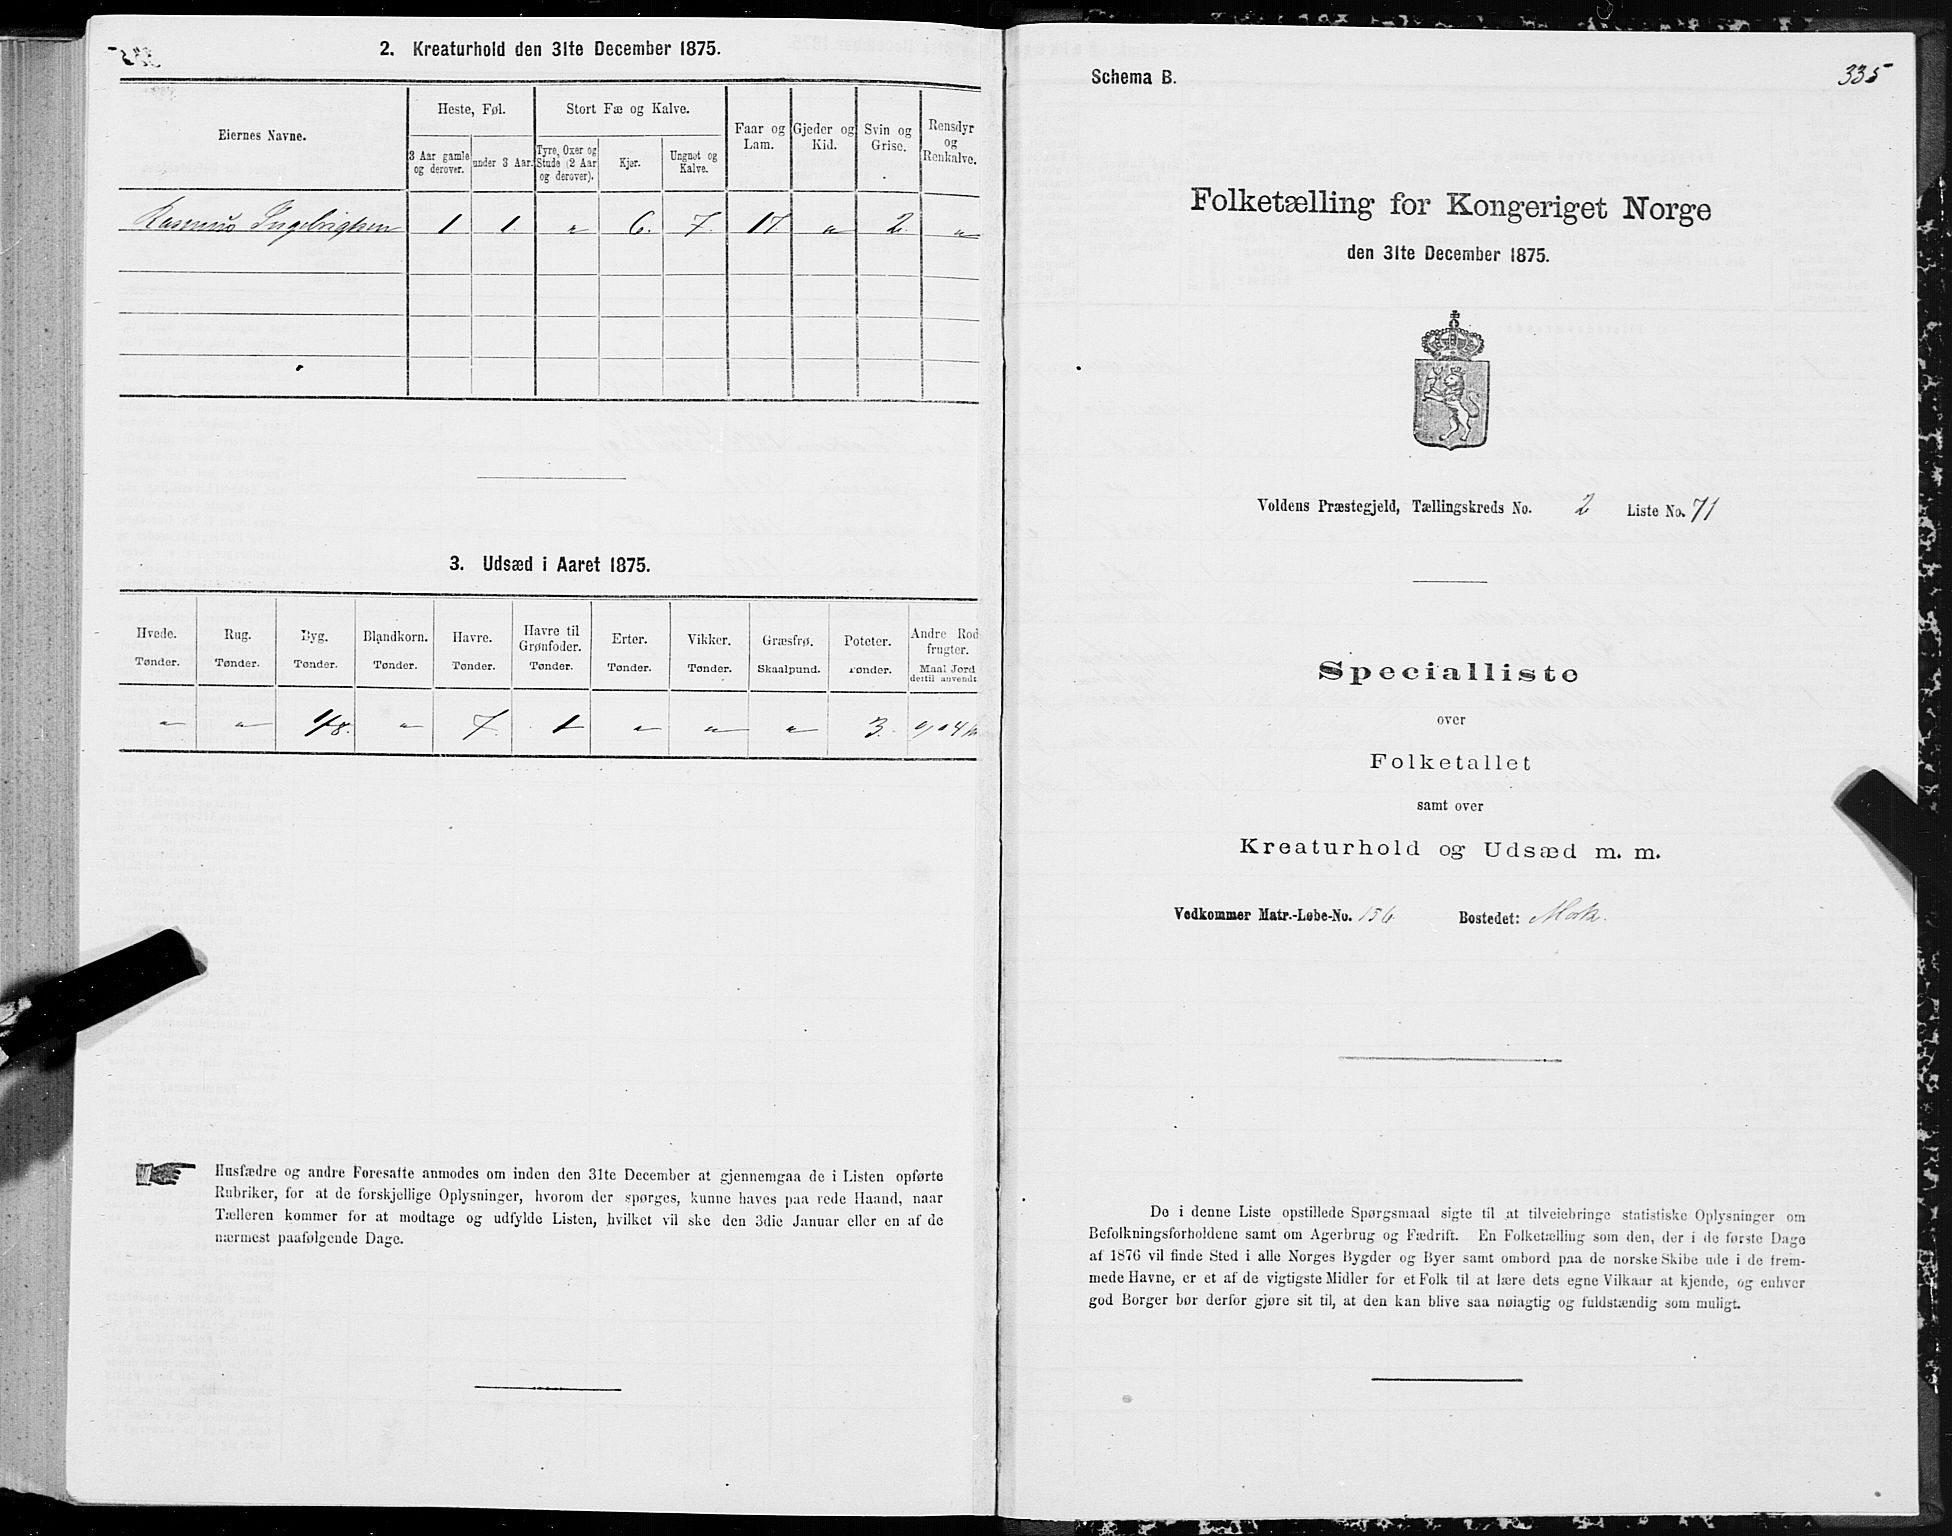 2. Kreaturhold den 31te December 1875.
Eiernes Navne.
Heste, Føl.
Stort Fæ og Kalve.
3 Aar gamle og derover.
under 3 Aar.
Tyre, Oxer og Stude (2 Aar og derover).
Kjør.
Ungnøt og Kalve.
Faar og Lam.
Gjeder og Kid.
Svin og Grise.
Rensdyr og Renkalve.
Rasmus Ingebrigtsen 1 1 " 6. 7. 17 " 2. "
3. Udsæd i Aaret 1875.
Hvede. Tønder.
Rug. Tønder.
Byg. Tønder.
Blandkorn. Tønder.
Havre. Tønder.
Havre til Grønfoder. Tønder.
Erter. Tønder.
Vikker. Tønder.
Græsfrø. Skaalpund.
Poteter. Tønder.
Andre Rodfrugter. Maal Jord dertil anvendt.
" " 1/8. " 7. 1 " " " 3.
Husfædre og andre Foresatte anmodes om inden den 31te December at gjennemgaa de i Listen opførte
Rubriker, for at de forskjellige Oplysninger, hvorom der spørges, kunne haves paa rede Haand, naar
Tælleren kommer for at modtage og udfylde Listen, hvilket vil ske den 3die Januar eller en af de
nærmest paafølgende Dage.
Schema B.
335
Folketælling for Kongeriget Norge
den 31te December 1875.
Voldens Præstegjeld, Tællingskreds No. 2 Liste No. 71
Specialliste
over
Folketallet
samt over
Kreaturhold og Udsæd m. m.
Vedkommer Matr.-Løbe-No. 156 Bostedet: Mork.
De i denne Liste opstillede Spørgsmaal sigte til at tilveiebringe statistiske Oplysninger om
Befolkningsforholdene samt om Agerbrug og Fædrift. En Folketælling som den, der i de første Dage
af 1876 vil finde Sted i alle Norges Bygder og Byer samt ombord paa de norske Skibe ude i de frem-
mede Havne, er et af de vigtigste Midler for et Folk til at lære dets egne Vilkaar at kjende, og enhver
god Borger bør derfor gjøre sit til, at den kan blive saa nøiagtig og fuldstændig som muligt.